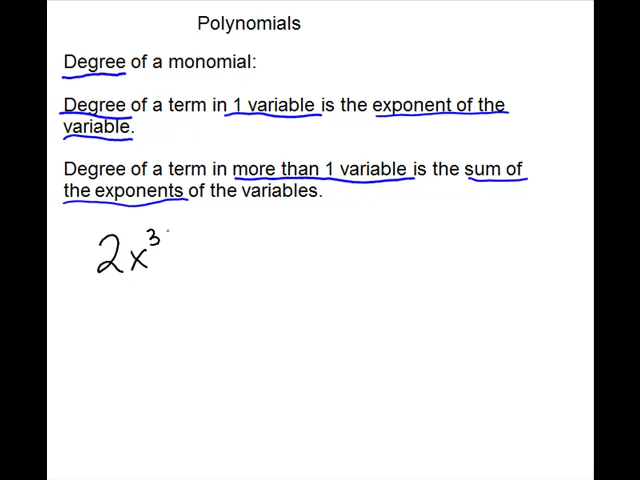 Polynomials
Degree of a monomial:
Degree of a term in 1 variable is the exponent of the
variable.
Degree of a term in more than 1 variable is the sum of
the exponents of the variables.
2x³